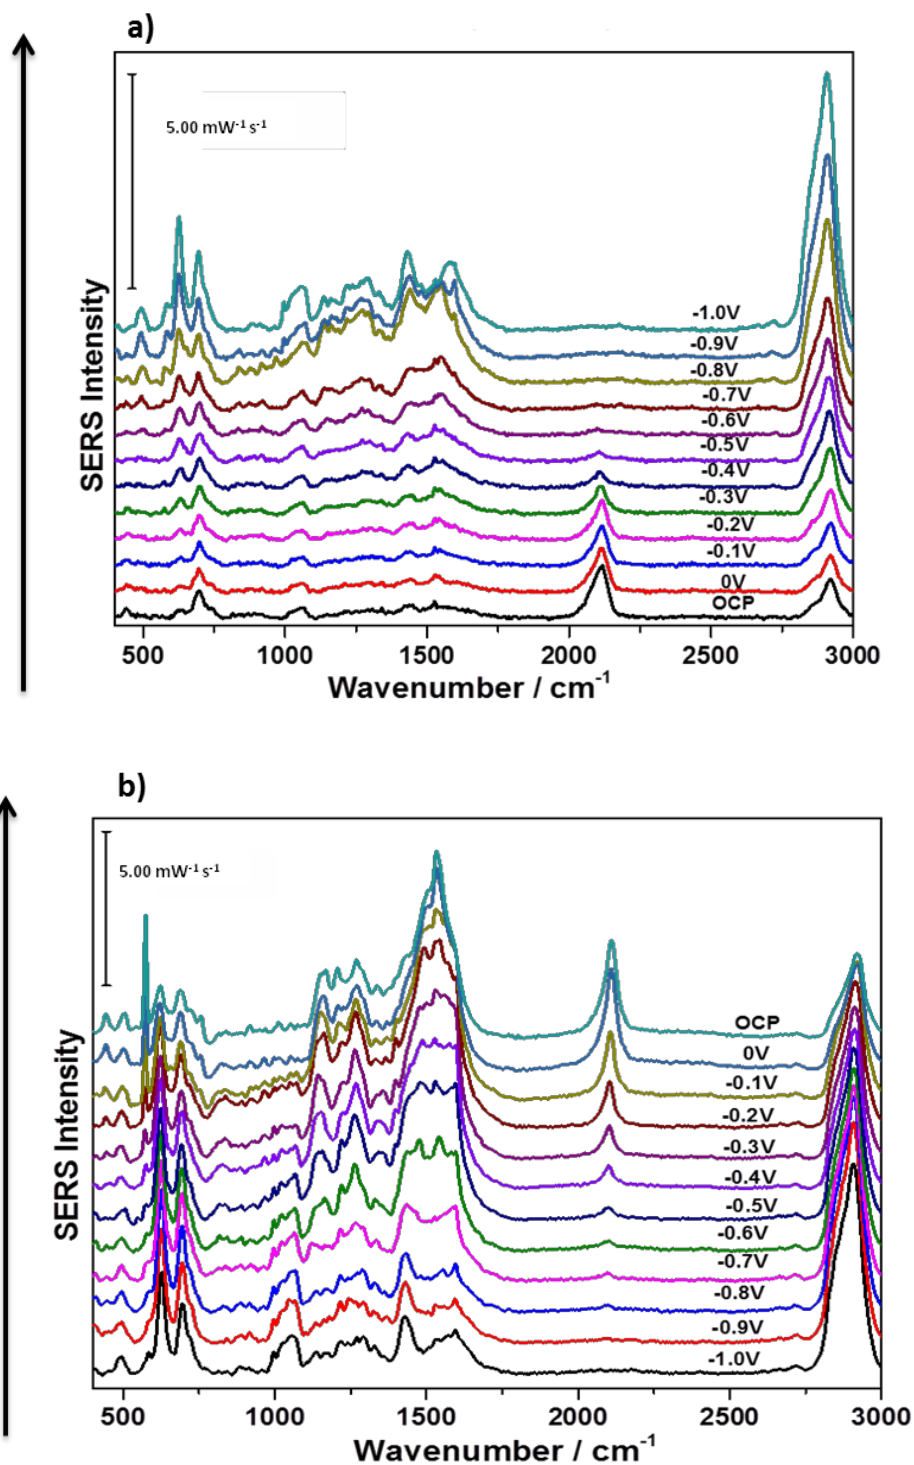 a)
5.00 mW-1 s-1
SERS Intensity
-1.0V
-0.9V
-0.8V
-0.7V
-0.6V
-0.5V
-0.4V
-0.3V
-0.2V
-0.1V
0V
OCP
500 1000 1500 2000 2500 3000
Wavenumber / cm-1
b)
5.00 mW-1 s-1
SERS Intensity
OCP
0V
-0.1V
-0.2V
-0.3V
-0.4V
-0.5V
-0.6V
-0.7V
-0.8V
-0.9V
-1.0V
500 1000 1500 2000 2500 3000
Wavenumber / cm-1